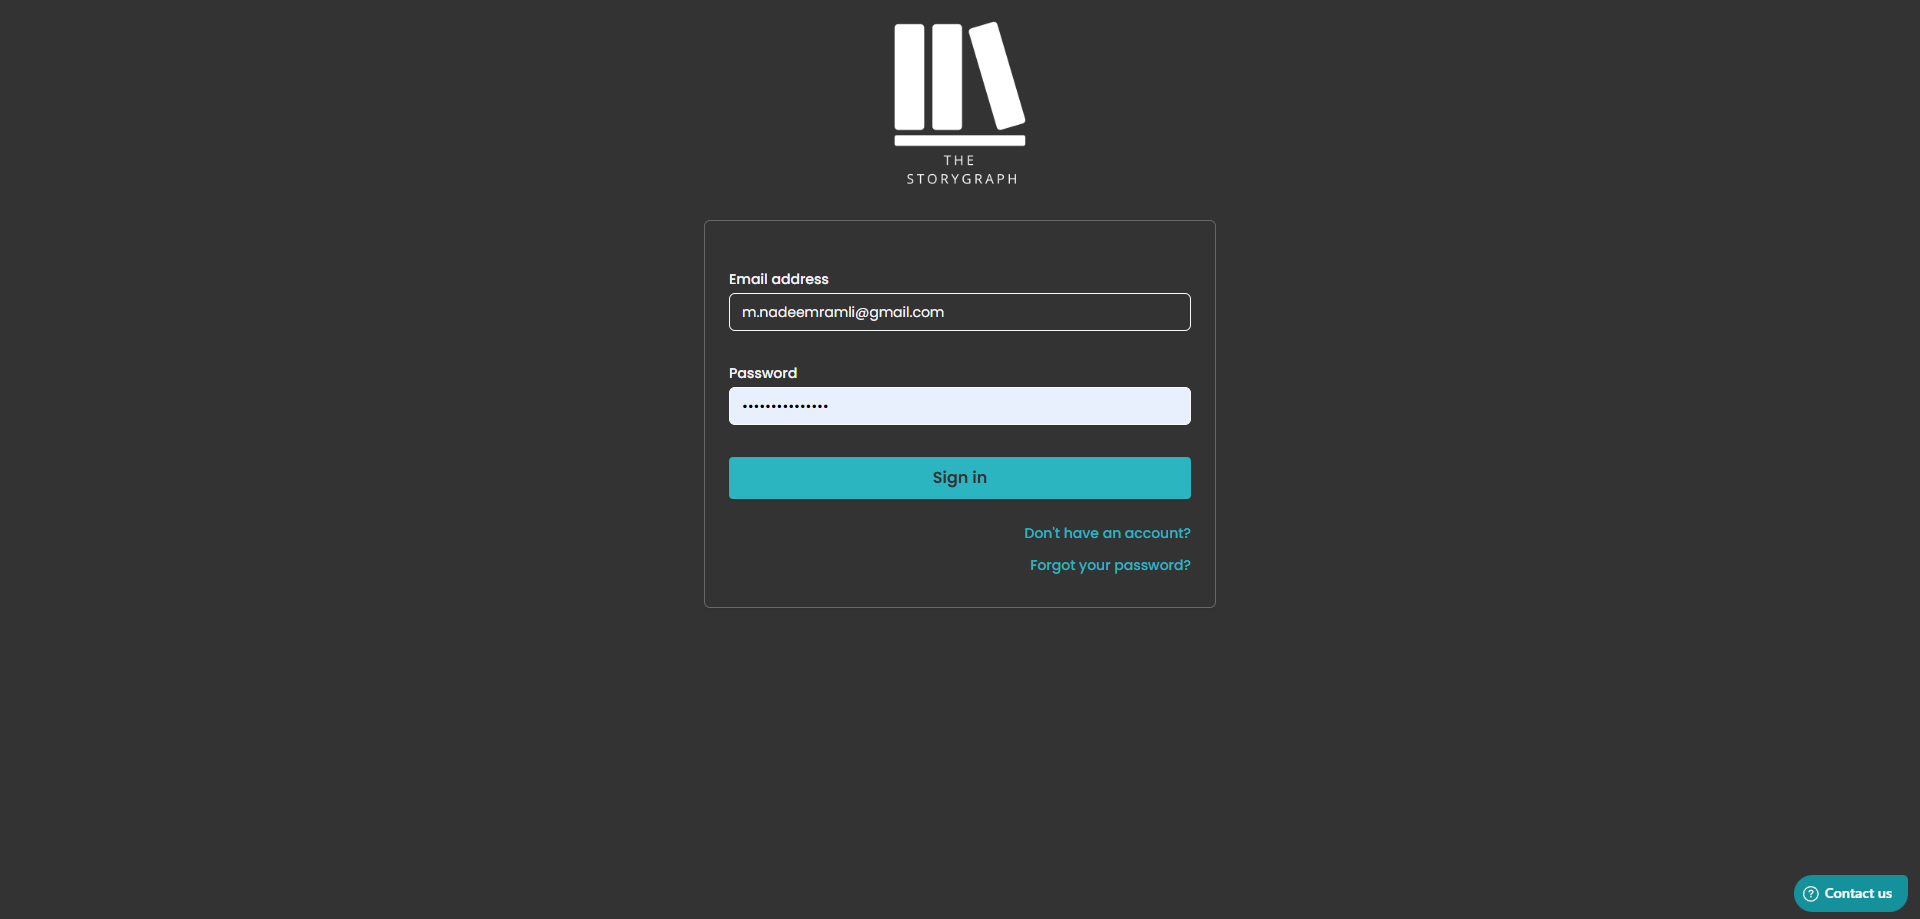 THE
STORYGRAPH
Email address
m.nadeemramli@gmail.com
Password
•••••••••••••••
Sign in
Don't have an account?
Forgot your password?
Contact us